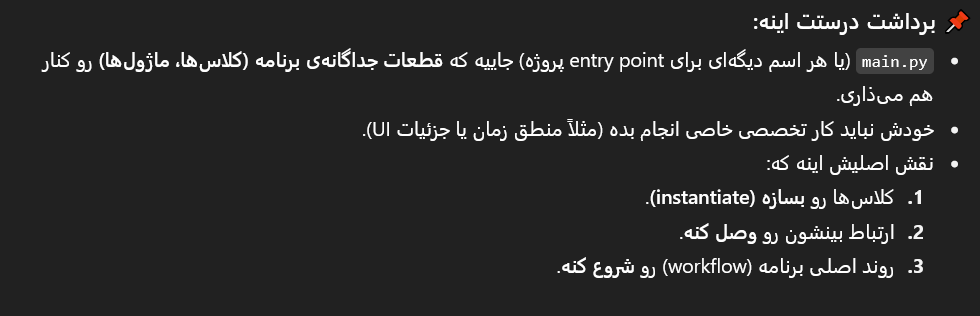 📌 برداشت درستت اینه:
• main.py (یا هر اسم دیگه‌ای برای entry point پروژه) جاییه که قطعات جداگانه‌ی برنامه (کلاس‌ها، ماژول‌ها) رو کنار
هم می‌ذاری.
• خودش نباید کار تخصصی خاصی انجام بده (مثلاً منطق زمان یا جزئیات UI).
• نقش اصلیش اینه که:
1. کلاس‌ها رو بسازه (instantiate).
2. ارتباط بینشون رو وصل کنه.
3. روند اصلی برنامه (workflow) رو شروع کنه.